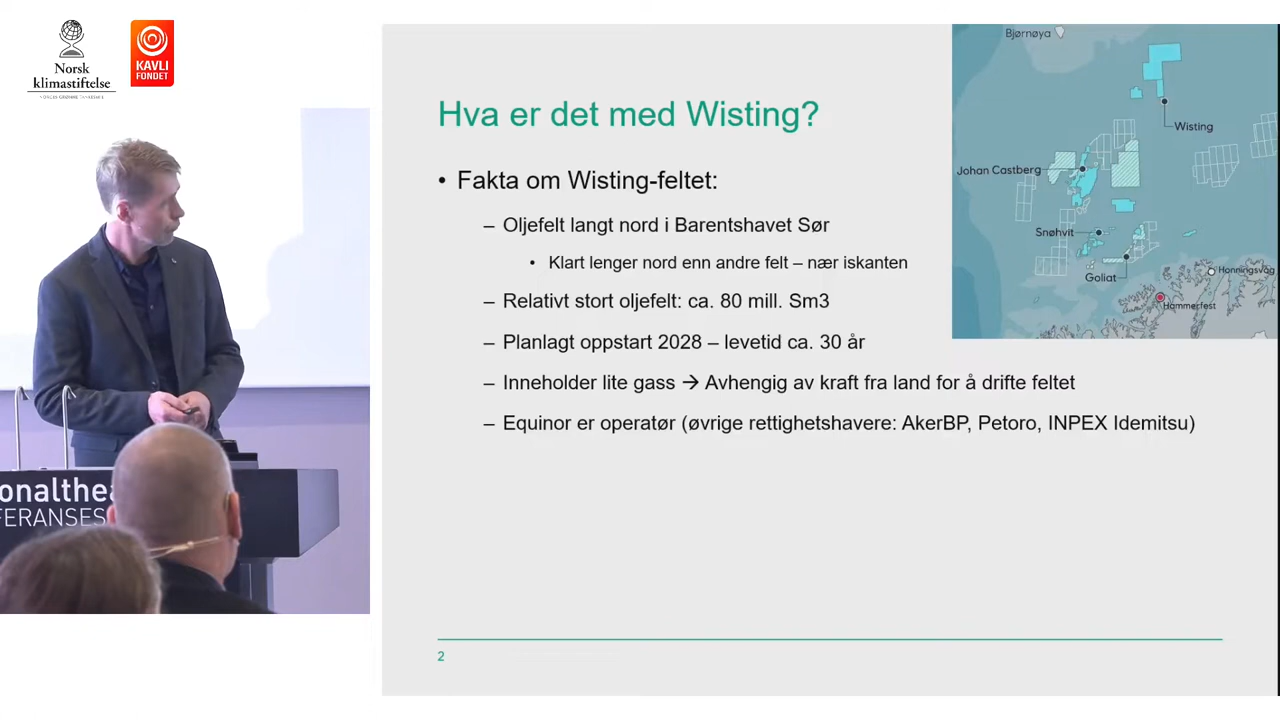 Norsk
klimastiftelse
KAVLI
FONDET
Hva er det med Wisting?
• Fakta om Wisting-feltet:
– Oljefelt langt nord i Barentshavet Sør
• Klart lenger nord enn andre felt – nær iskanten
– Relativt stort oljefelt: ca. 80 mill. Sm3
– Planlagt oppstart 2028 – levetid ca. 30 år
– Inneholder lite gass → Avhengig av kraft fra land for å drifte feltet
– Equinor er operatør (øvrige rettighetshavere: AkerBP, Petoro, INPEX Idemitsu)
2
Bjørnøya
Wisting
Johan Castberg
Snøhvit
Goliat
Honningsvåg
Hammerfest
onalthea
FERANSES